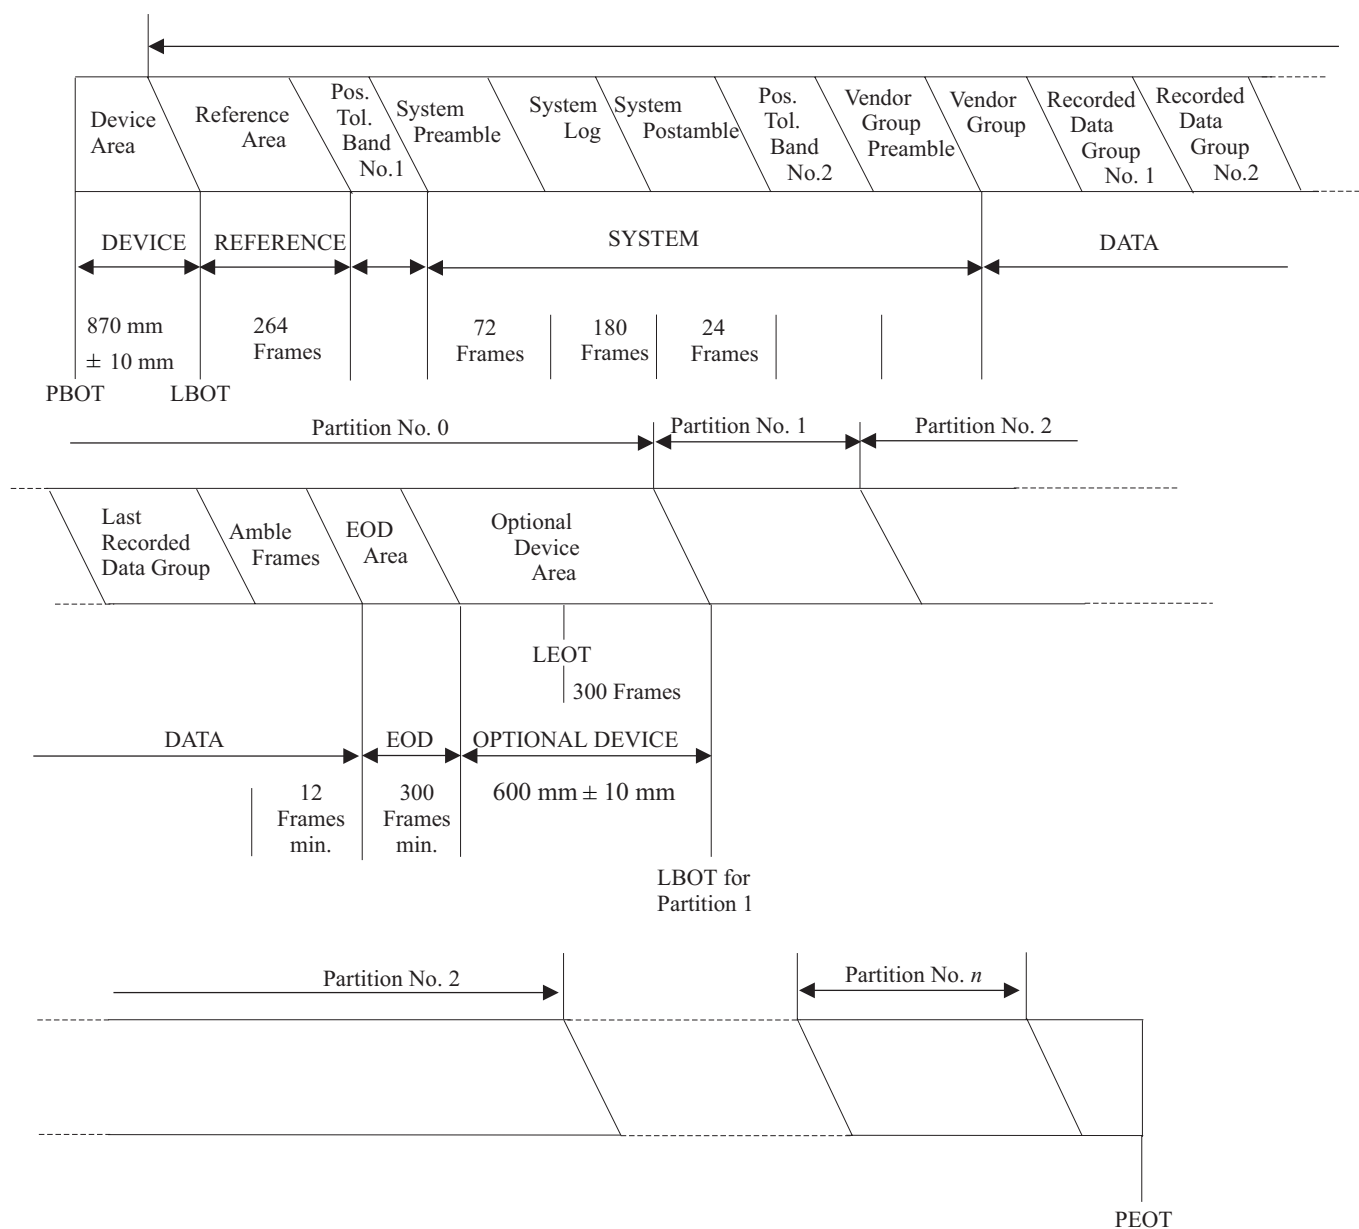 Device
Area
Reference
Area
Pos.
Tol.
Band
No.1
System
Preamble
System
Log
System
Postamble
Pos.
Tol.
Band
No.2
Vendor
Group
Preamble
Vendor
Group
Recorded
Data
Group
No. 1
Recorded
Data
Group
No.2
DEVICE
REFERENCE
SYSTEM
DATA
870 mm
± 10 mm
264
Frames
72
Frames
180
Frames
24
Frames
PBOT
LBOT
Partition No. 0
Partition No. 1
Partition No. 2
Last
Recorded
Data Group
Amble
Frames
EOD
Area
Optional
Device
Area
LEOT
300 Frames
DATA
EOD
OPTIONAL DEVICE
12
Frames
min.
300
Frames
min.
600 mm ± 10 mm
LBOT for
Partition 1
Partition No. 2
Partition No. n
PEOT